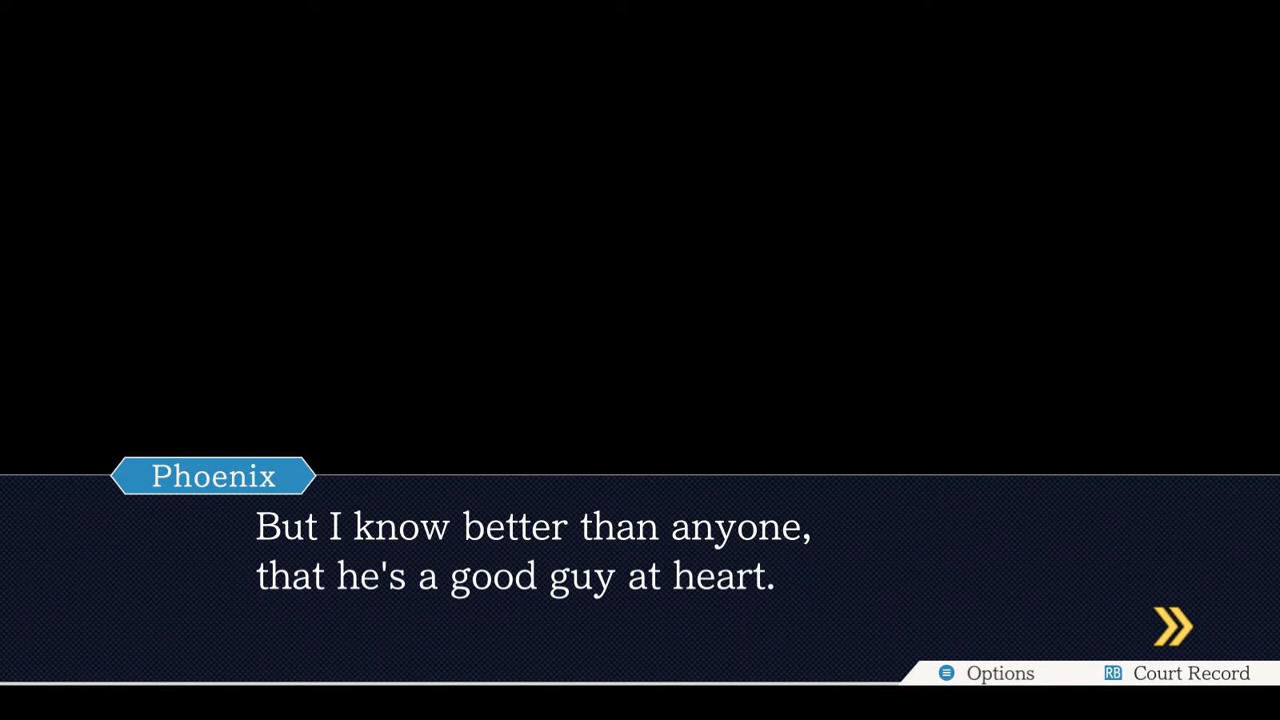 Phoenix
But I know better than anyone,
that he's a good guy at heart.
Options
RB Court Record